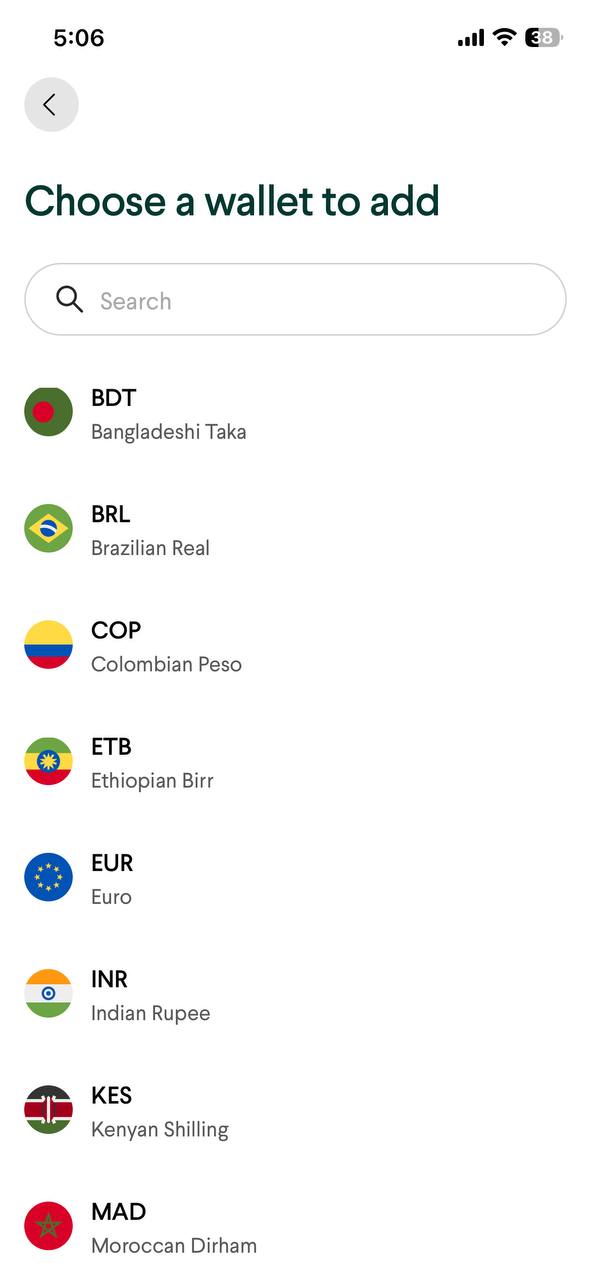 5:06
38
Choose a wallet to add
Search
BDT
Bangladeshi Taka
BRL
Brazilian Real
COP
Colombian Peso
ETB
Ethiopian Birr
EUR
Euro
INR
Indian Rupee
KES
Kenyan Shilling
MAD
Moroccan Dirham